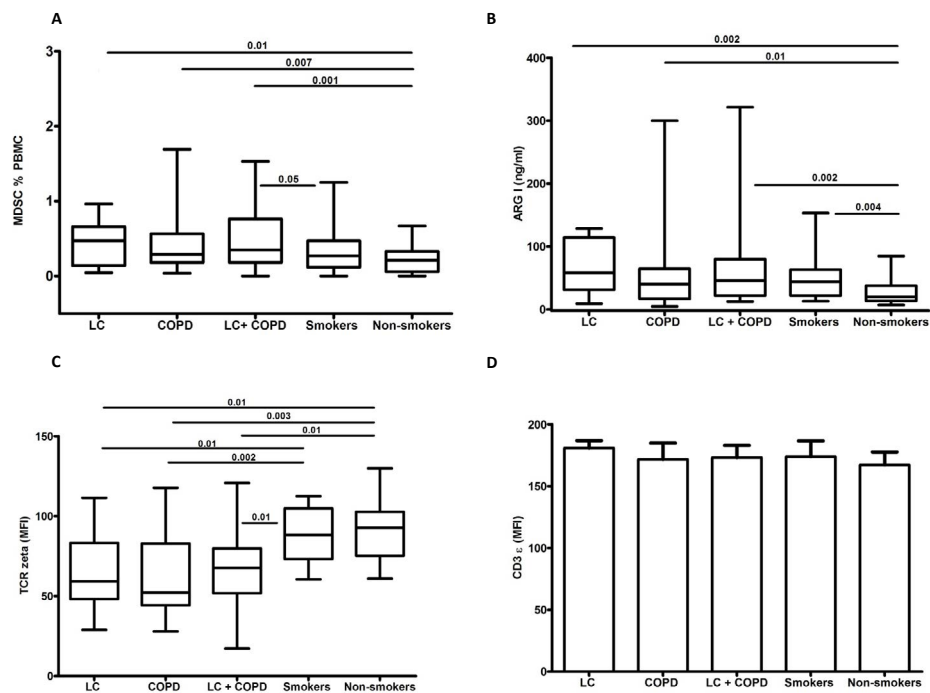 A
0.01
0.007
0.001
0.05
MDSC % PBMC
3
2
1
0
LC COPD LC+ COPD Smokers Non-smokers
B
0.002
0.01
0.002
0.004
ARG I (ng/ml)
400
300
200
100
0
LC COPD LC + COPD Smokers Non-smokers
C
0.01
0.003
0.01 0.01
0.002
0.01
TCR zeta (MFI)
150
100
50
0
LC COPD LC + COPD Smokers Non-smokers
D
CD3 ε (MFI)
200
150
100
50
0
LC COPD LC + COPD Smokers Non-smokers